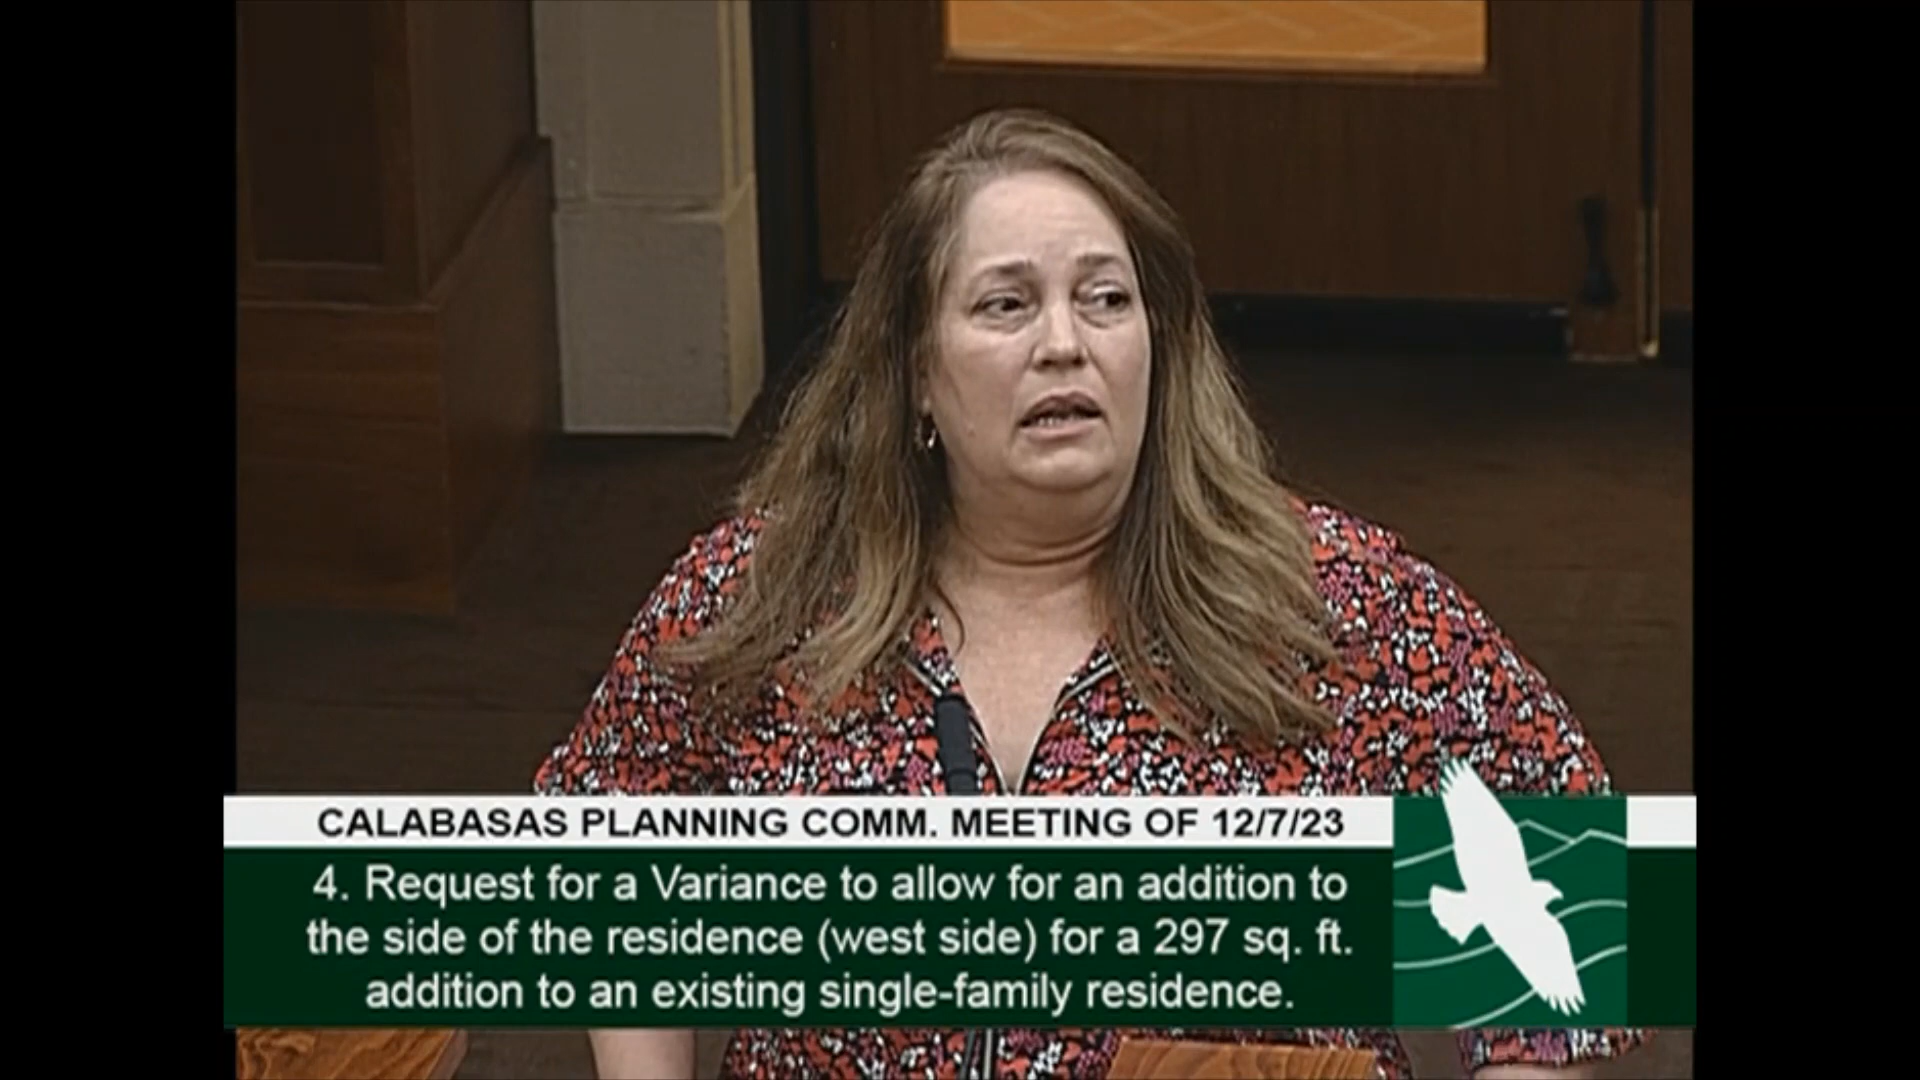 CALABASAS PLANNING COMM. MEETING OF 12/7/23
4. Request for a Variance to allow for an addition to
the side of the residence (west side) for a 297 sq. ft.
addition to an existing single-family residence.